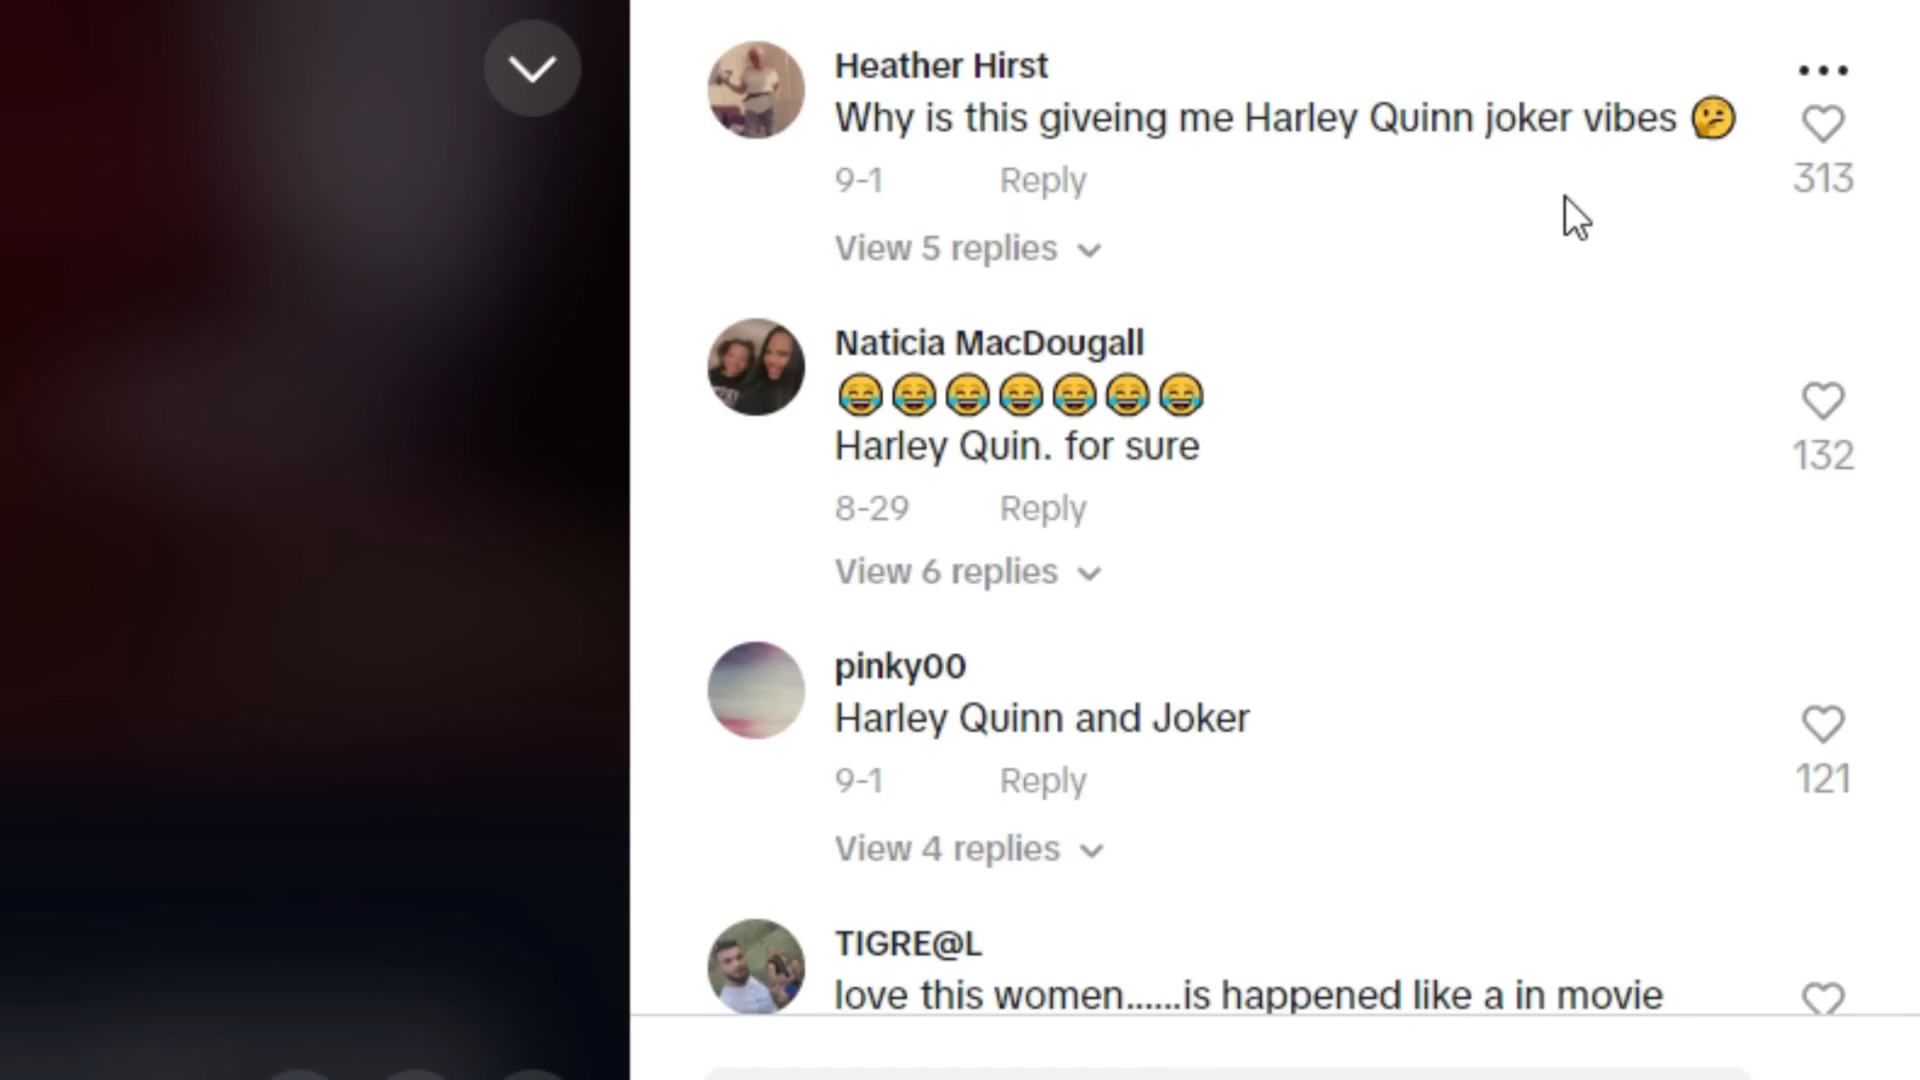 Heather Hirst
Why is this giveing me Harley Quinn joker vibes 🤔
9-1 Reply
313
View 5 replies
Naticia MacDougall
😂😂😂😂😂😂😂
Harley Quin. for sure
132
8-29 Reply
View 6 replies
pinky00
Harley Quinn and Joker
9-1 Reply
121
View 4 replies
TIGRE@L
love this women......is happened like a in movie